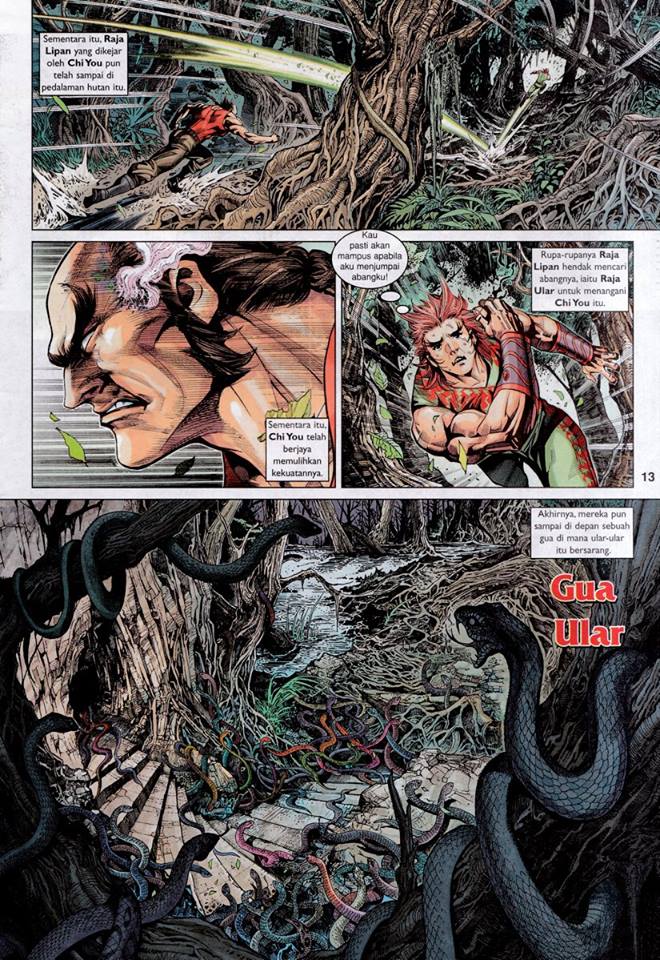 Sementara itu, Raja
Lipan yang dikejar
oleh Chi You pun
telah sampai di
pedalaman hutan itu.
Kau
pasti akan
mampus apabila
aku menjumpai
abangku!
Rupa-rupanya Raja
Lipan hendak mencari
abangnya, iaitu Raja
Ular untuk menangani
Chi You itu.
Sementara itu,
Chi You telah
berjaya
memulihkan
kekuatannya.
13
Akhirnya, mereka pun
sampai di depan sebuah
gua di mana ular-ular
itu bersarang.
Gua
Ular